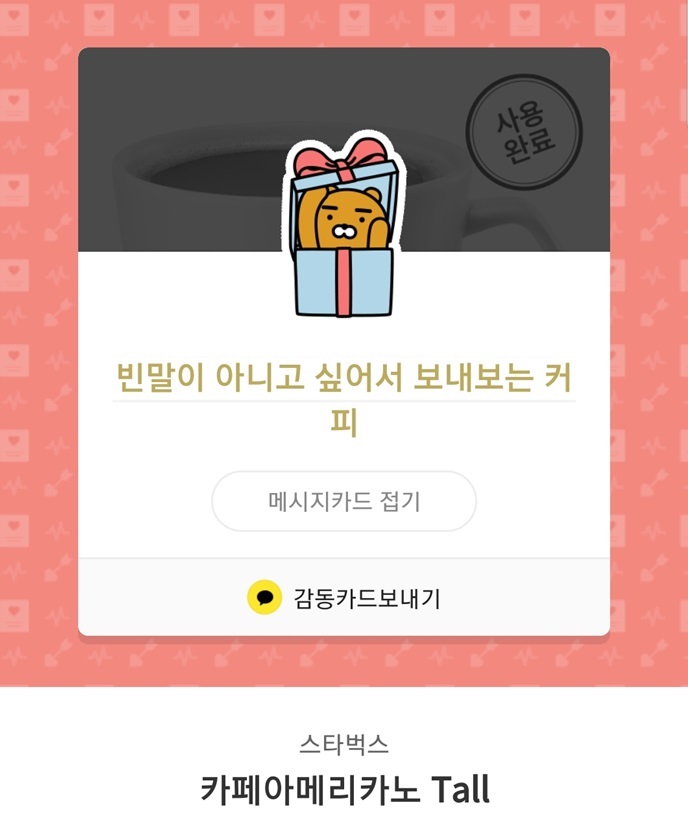 사용
완료
빈말이 아니고 싶어서 보내보는 커
피
메시지카드 접기
감동카드보내기
스타벅스
카페아메리카노 Tall